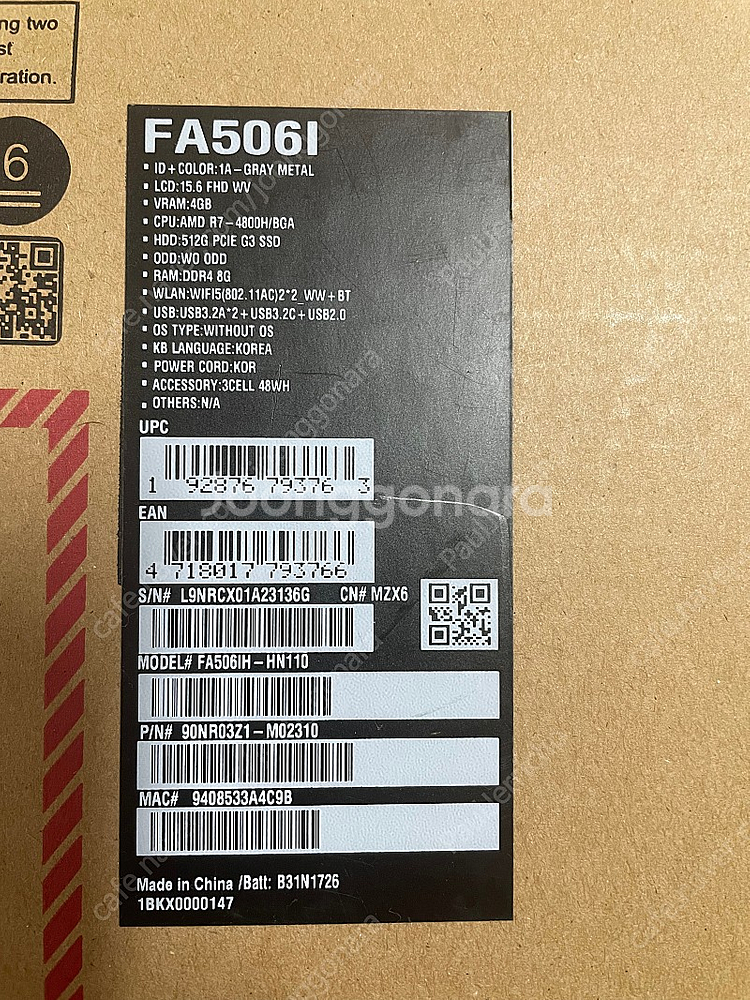 ng two
st
ration.
6
FA506I
▪ ID+COLOR:1A-GRAY METAL
▪ LCD:15.6 FHD WV
▪ VRAM:4GB
▪ CPU:AMD R7-4800H/BGA
▪ HDD:512G PCIE G3 SSD
▪ ODD:WO ODD
▪ RAM:DDR4 8G
▪ WLAN:WIFI5(802.11AC)2*2_WW+BT
▪ USB:USB3.2A*2+USB3.2C+USB2.0
▪ OS TYPE:WITHOUT OS
▪ KB LANGUAGE:KOREA
▪ POWER CORD:KOR
▪ ACCESSORY:3CELL 48WH
▪ OTHERS:N/A
UPC
1 92876 79376 3
joonggonara
EAN
4 718017 793766
S/N# L9NRCX01A23136G CN# MZX6
MODEL# FA506IH-HN110
P/N# 90NR03Z1-M02310
MAC# 9408533A4C9B
Made in China /Batt: B31N1726
1BKX0000147